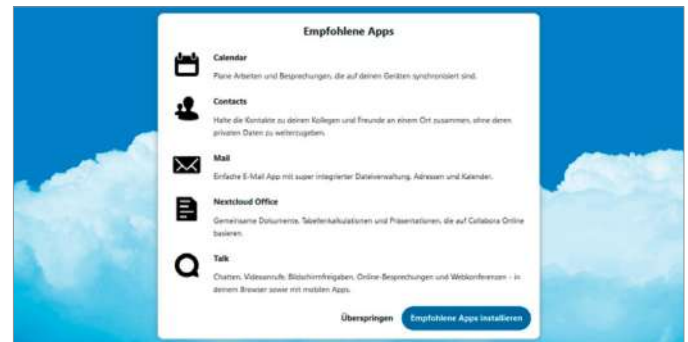 Empfohlene Apps
Calendar
Plane Arbeiten und Besprechungen, die auf deinen Geräten synchronisiert sind.
Contacts
Halte die Kontakte zu deinen Kollegen und Freunde an einem Ort zusammen, ohne deren
privaten Daten zu weiterzugeben.
Mail
Einfache E-Mail App mit super integrierter Dateiverwaltung, Adressen und Kalender.
Nextcloud Office
Gemeinsame Dokumente, Tabellenkalkulationen und Präsentationen, die auf Collabora Online
basieren.
Talk
Chatten, Videoanrufe, Bildschirmfreigaben, Online-Besprechungen und Webkonferenzen – in
deinem Browser sowie mit mobilen Apps.
Überspringen Empfohlene Apps installieren